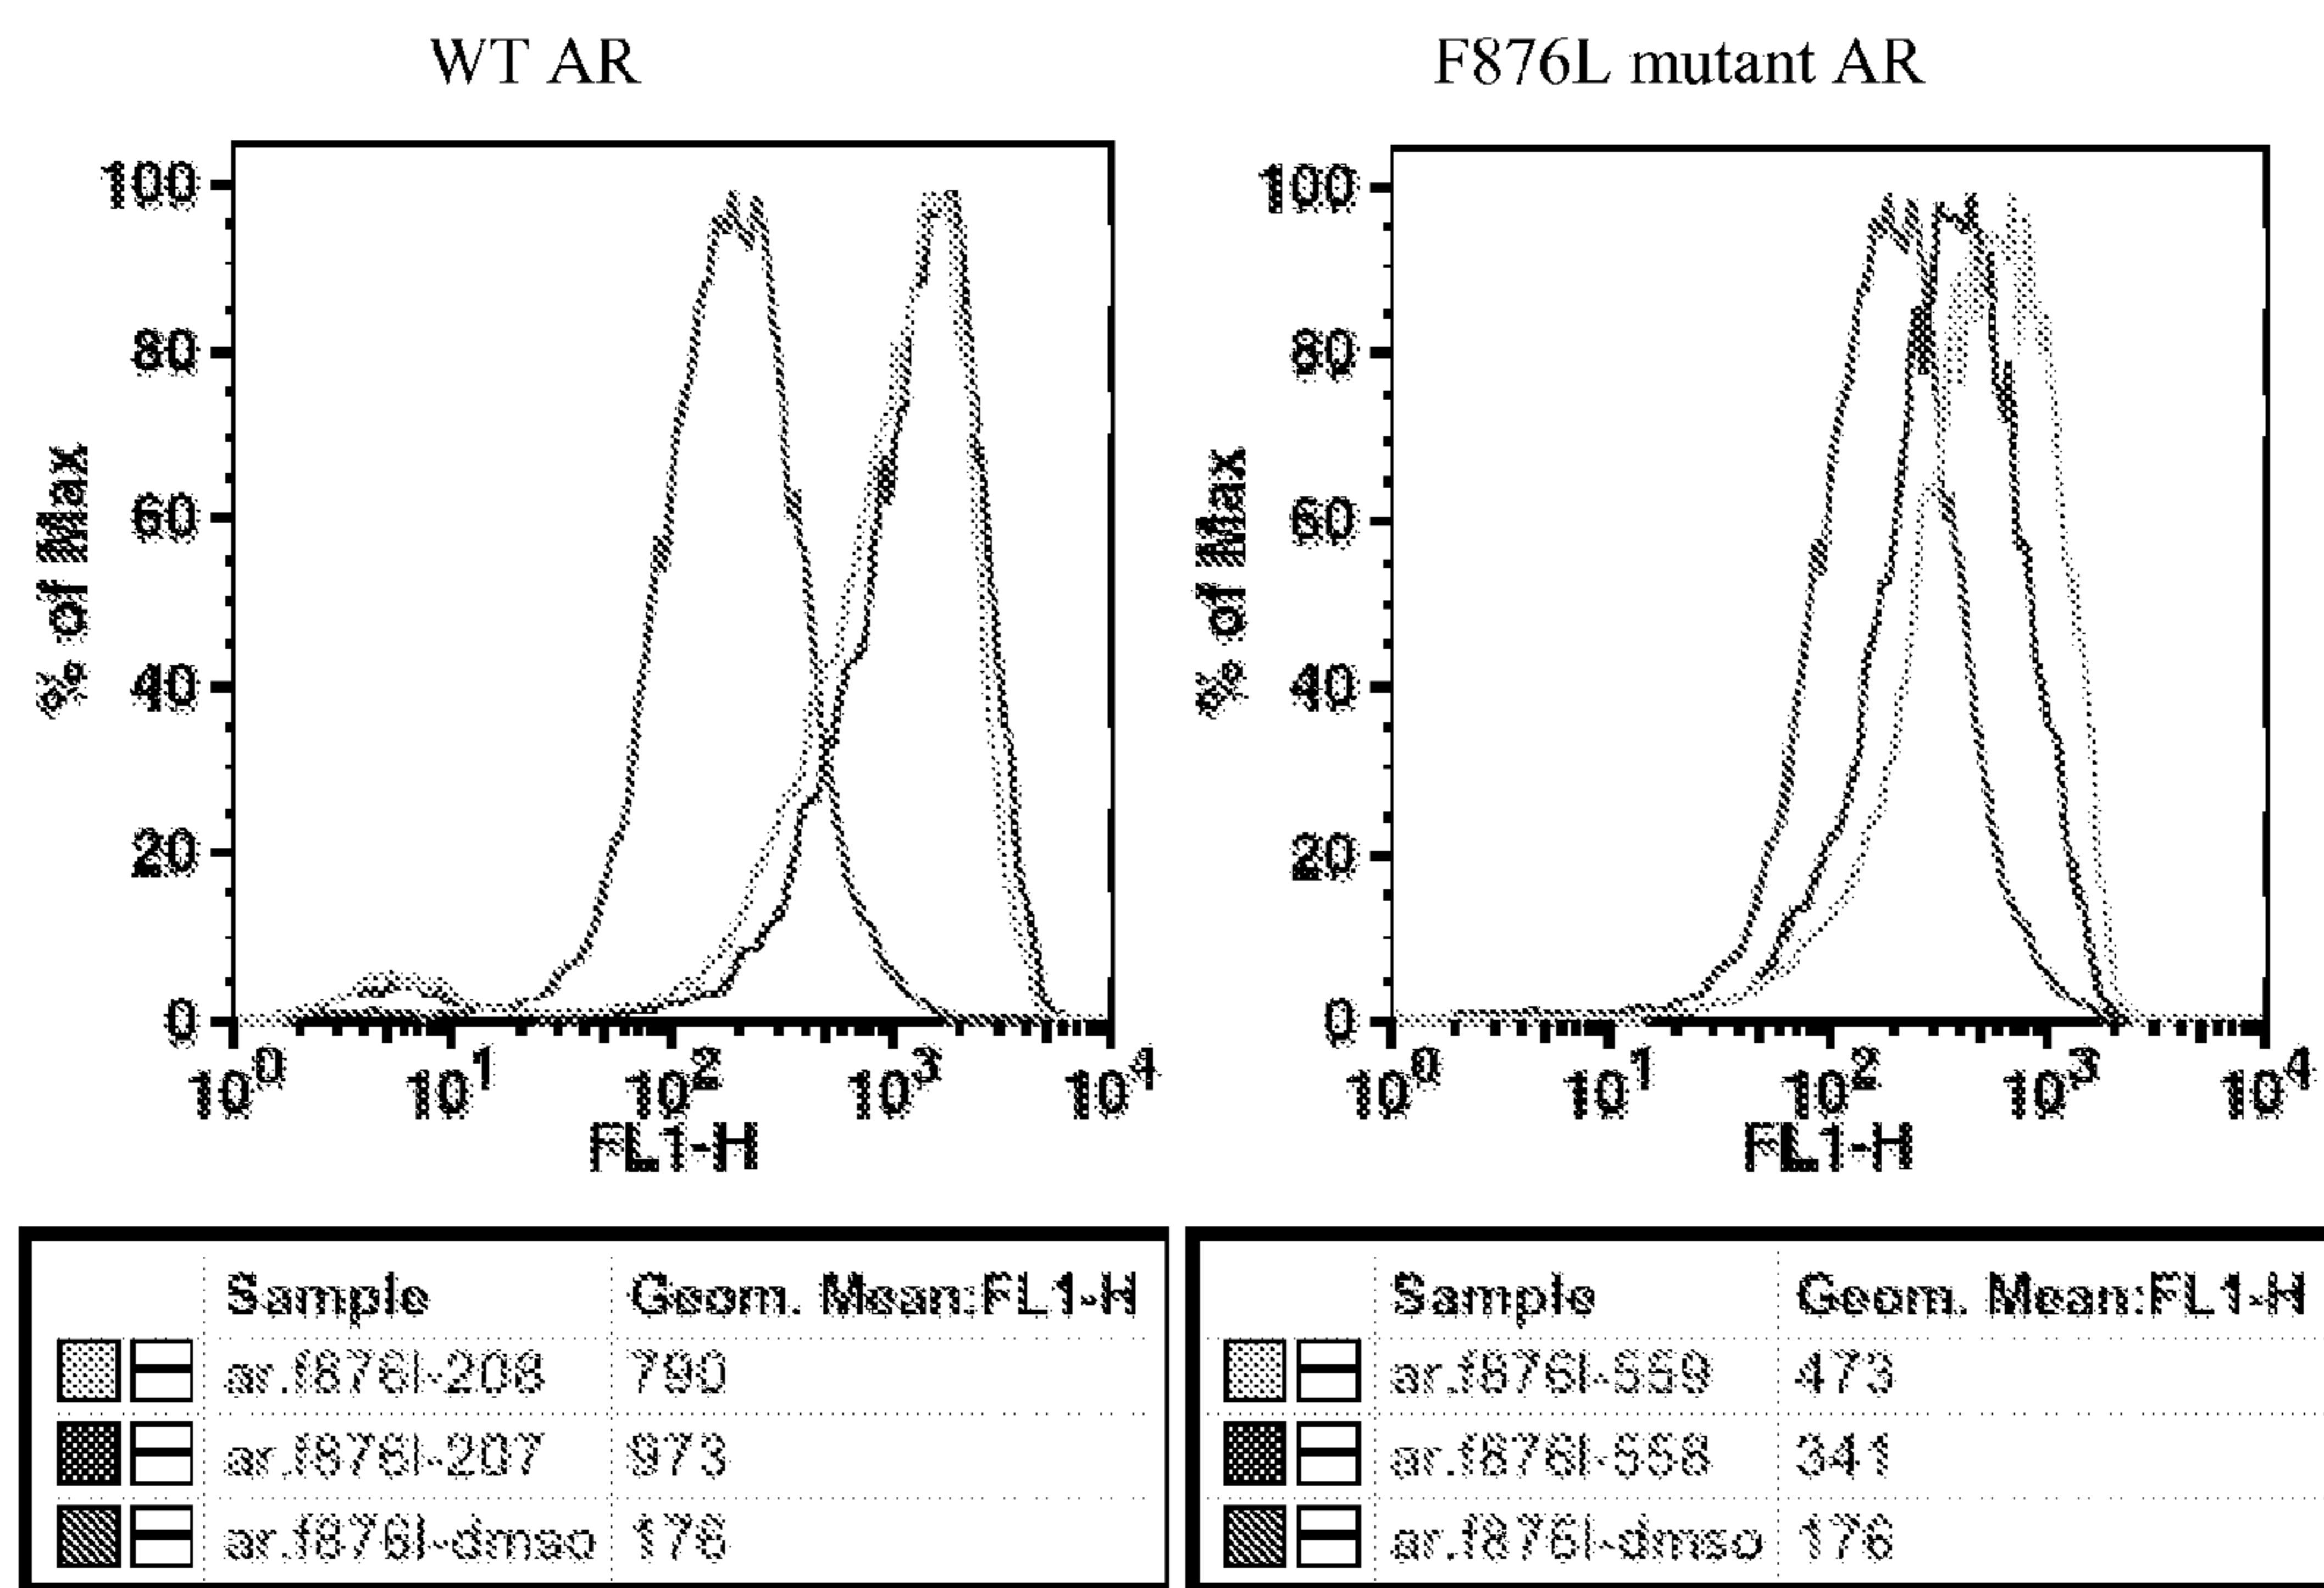 WT AR
F876L mutant AR
% of Max
100
80
60
40
20
0
10^0 10^1 10^2 10^3 10^4
FL1-H
% of Max
100
80
60
40
20
0
10^0 10^1 10^2 10^3 10^4
FL1-H
Sample Geom. Mean:FL1-H
ar.f876l-208 790
ar.f876l-207 973
ar.f876l-dmso 176
Sample Geom. Mean:FL1-H
ar.f876l-559 473
ar.f876l-558 341
ar.f876l-dmso 176